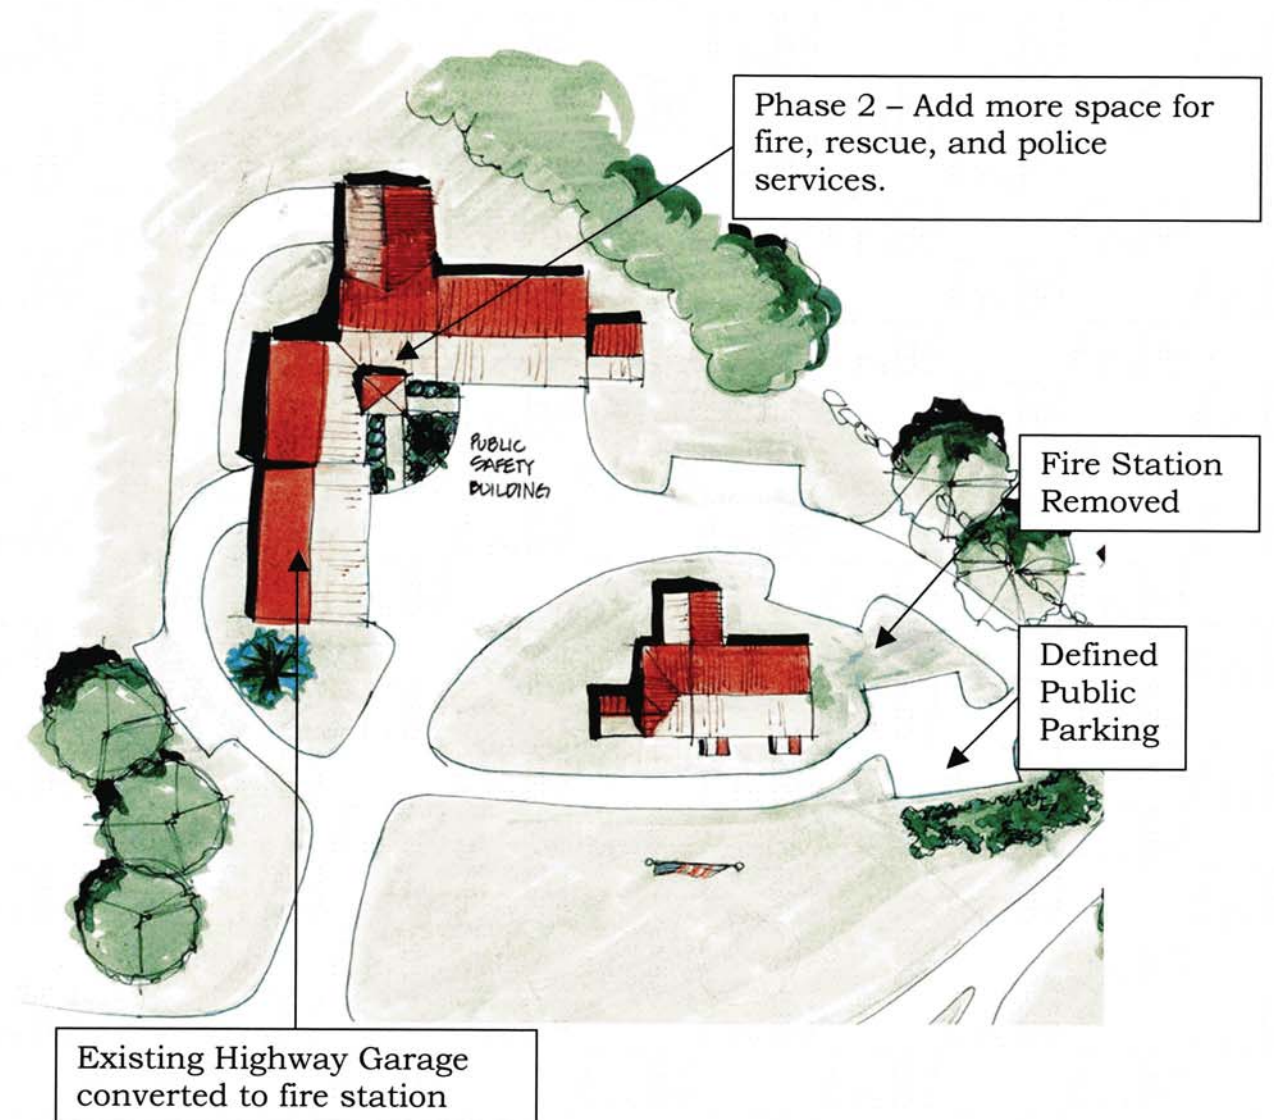 Phase 2 – Add more space for
fire, rescue, and police
services.
PUBLIC
SAFETY
BUILDING
Fire Station
Removed
Defined
Public
Parking
Existing Highway Garage
converted to fire station